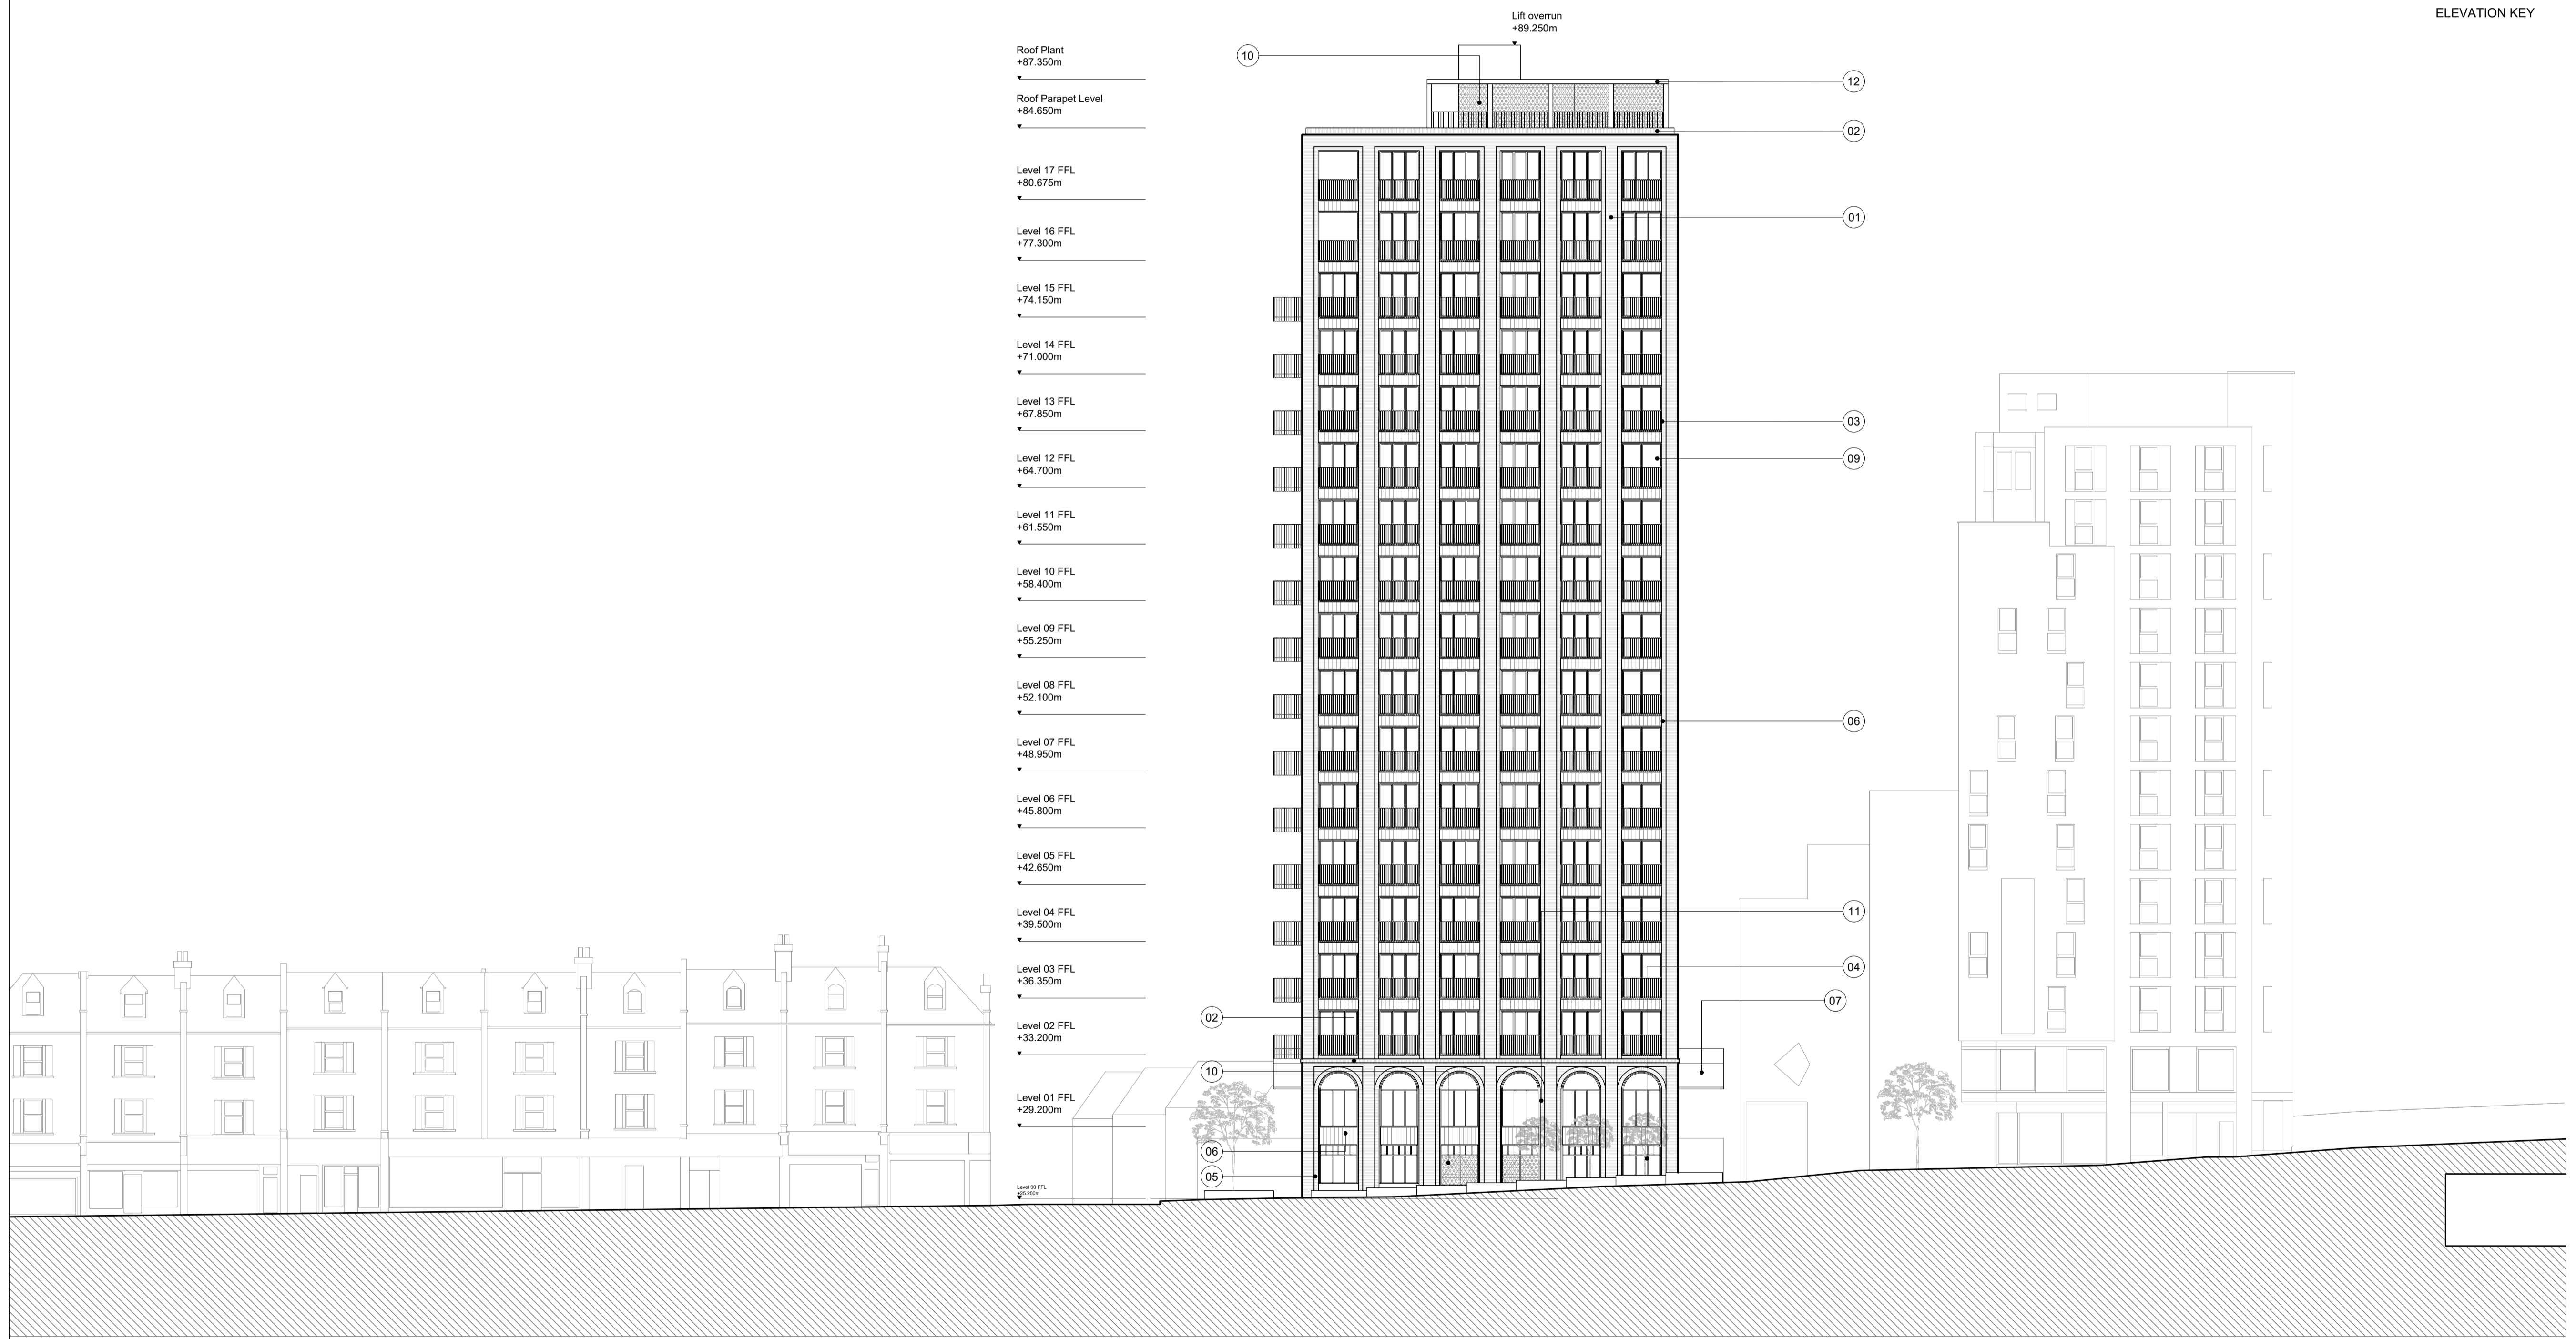 ELEVATION KEY
Lift overrun
+89.250m
Roof Plant
+87.350m
10
12
Roof Parapet Level
+84.650m
02
Level 17 FFL
+80.675m
01
Level 16 FFL
+77.300m
Level 15 FFL
+74.150m
Level 14 FFL
+71.000m
Level 13 FFL
+67.850m
03
Level 12 FFL
+64.700m
09
Level 11 FFL
+61.550m
Level 10 FFL
+58.400m
Level 09 FFL
+55.250m
Level 08 FFL
+52.100m
06
Level 07 FFL
+48.950m
Level 06 FFL
+45.800m
Level 05 FFL
+42.650m
Level 04 FFL
+39.500m
11
Level 03 FFL
+36.350m
04
07
Level 02 FFL
+33.200m
02
10
Level 01 FFL
+29.200m
06
05
Level 00 FFL
+25.200m